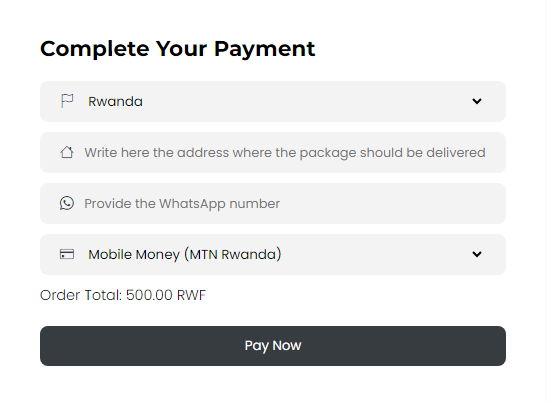 Complete Your Payment
Rwanda
Write here the address where the package should be delivered
Provide the WhatsApp number
Mobile Money (MTN Rwanda)
Order Total: 500.00 RWF
Pay Now